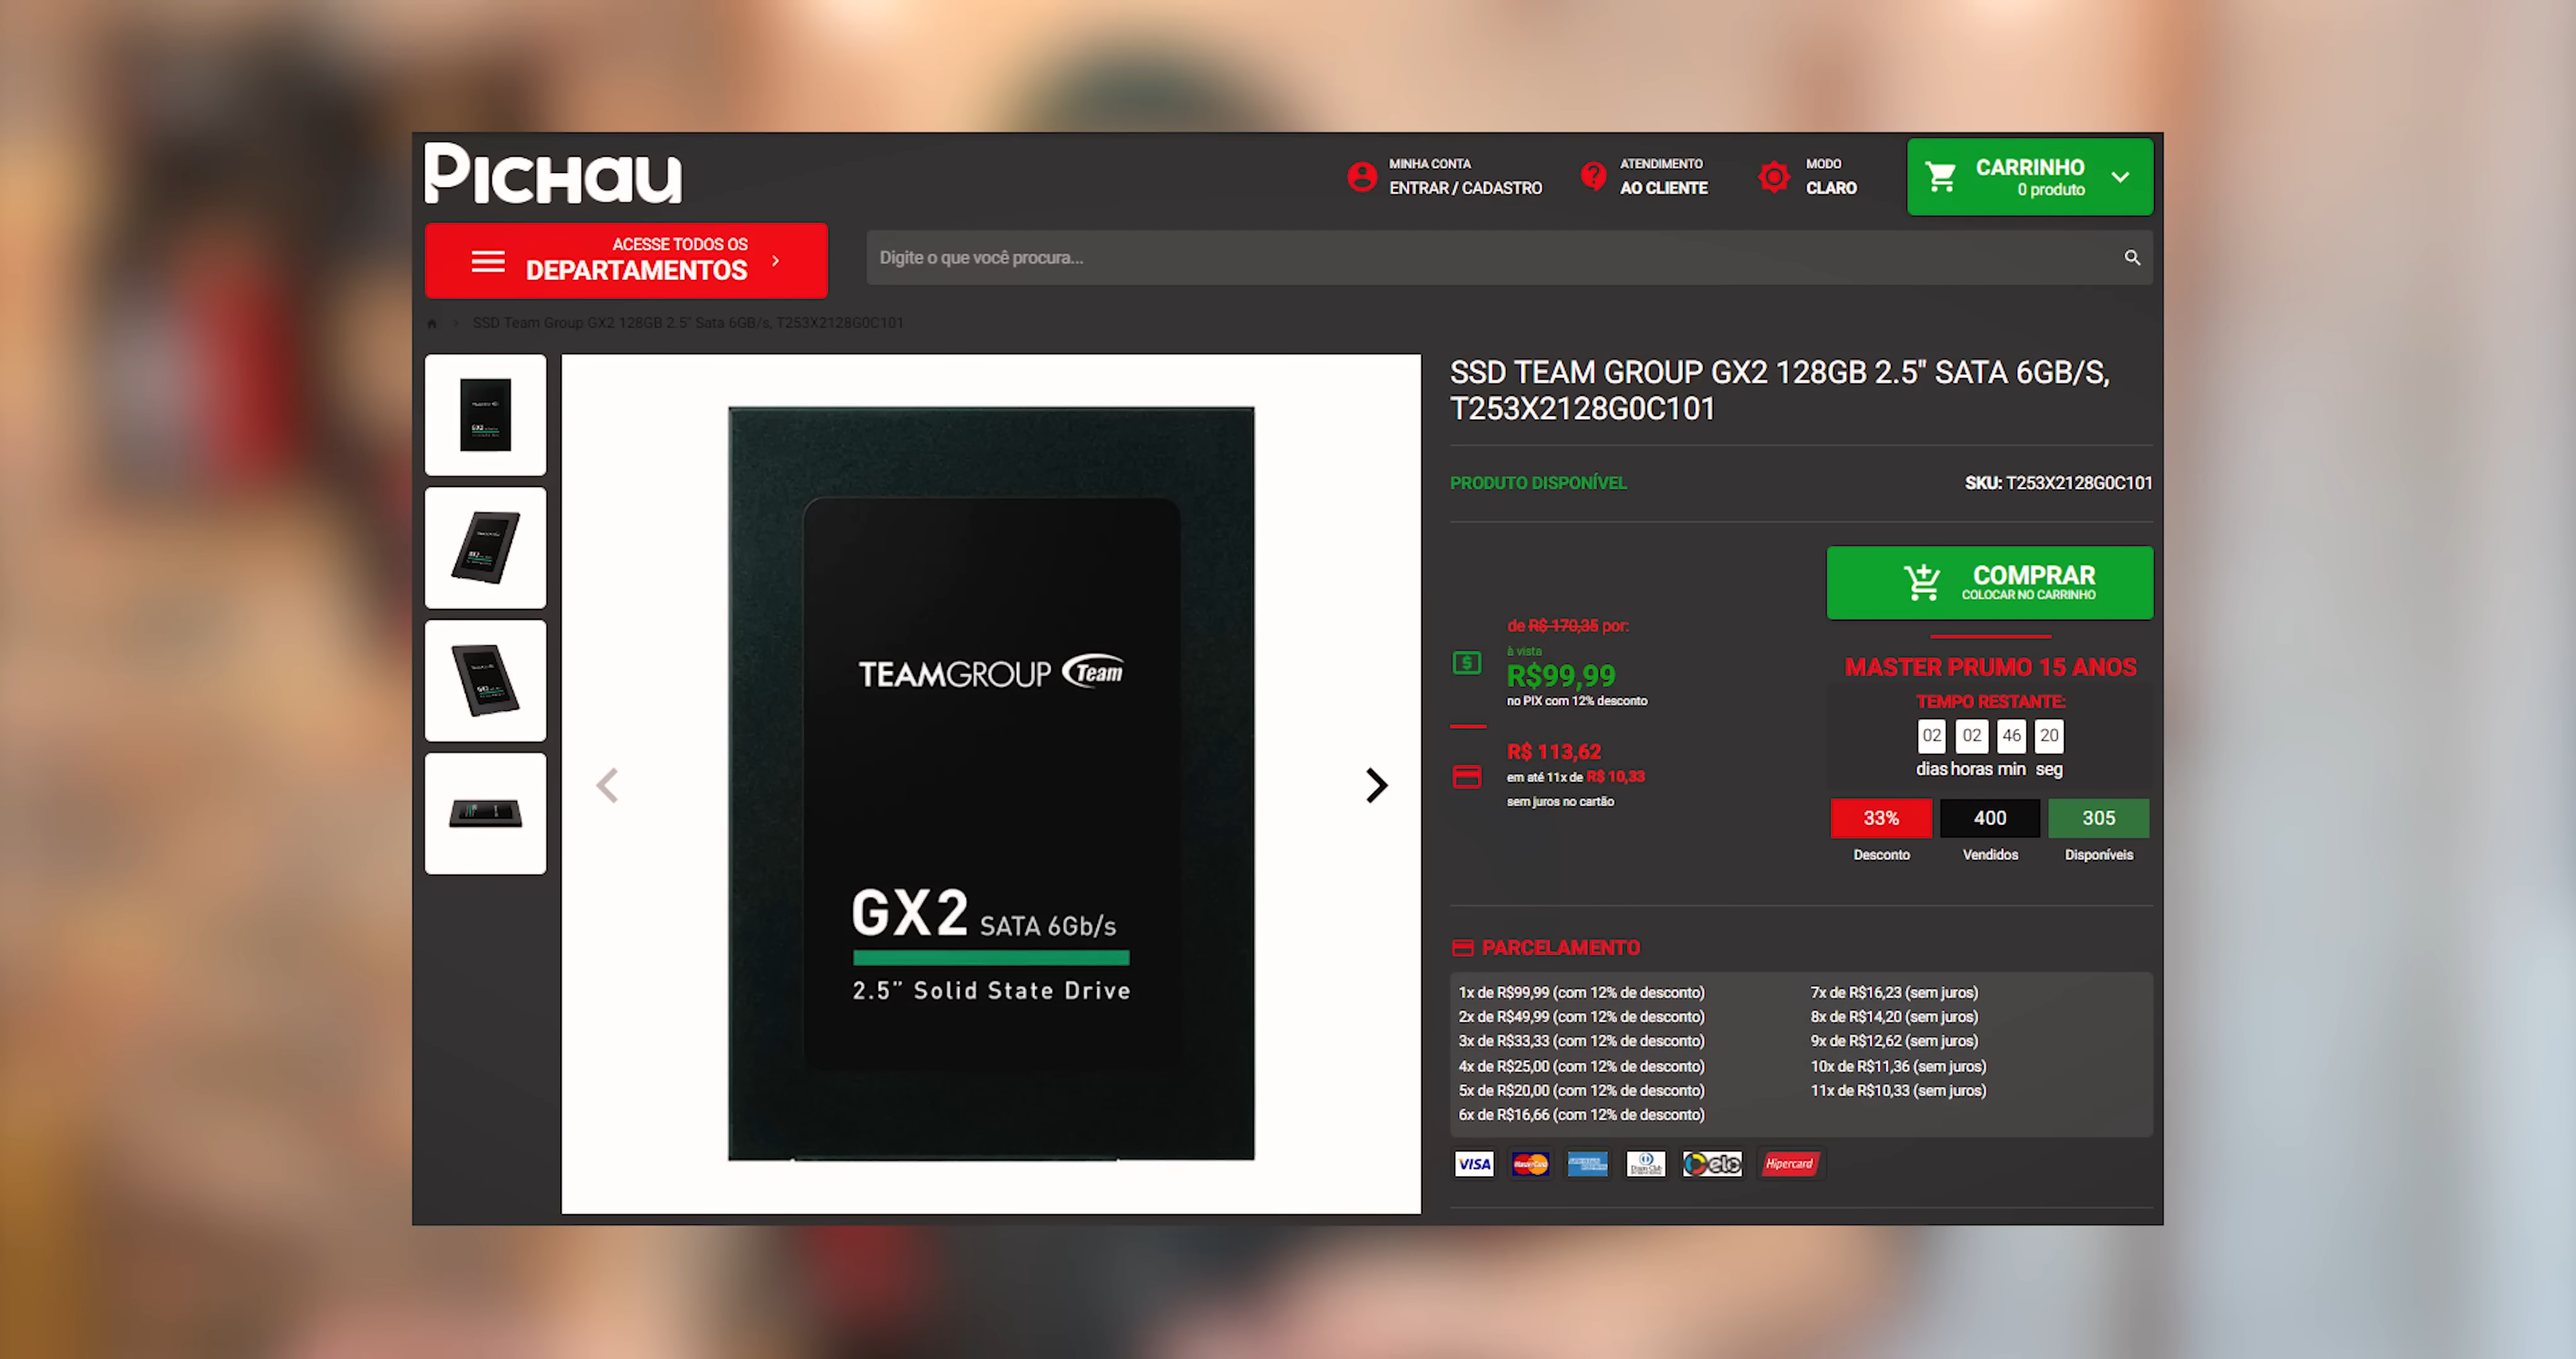 PICHAU
MINHA CONTA
ENTRAR / CADASTRO
ATENDIMENTO
AO CLIENTE
MODO
CLARO
CARRINHO
0 produto
ACESSE TODOS OS
DEPARTAMENTOS
Digite o que você procura...
SSD Team Group GX2 128GB 2.5" Sata 6GB/s, T253X2128G0C101
TEAMGROUP Team
GX2 SATA 6Gb/s
2.5" Solid State Drive
SSD TEAM GROUP GX2 128GB 2.5" SATA 6GB/S,
T253X2128G0C101
PRODUTO DISPONÍVEL
SKU: T253X2128G0C101
de R$ 170,35 por:
à vista
R$99,99
no PIX com 12% desconto
R$ 113,62
em até 11x de R$ 10,33
sem juros no cartão
COMPRAR
COLOCAR NO CARRINHO
MASTER PRUMO 15 ANOS
TEMPO RESTANTE:
02 02 46 20
dias horas min seg
33% 400 305
Desconto Vendidos Disponíveis
PARCELAMENTO
1x de R$99,99 (com 12% de desconto)
2x de R$49,99 (com 12% de desconto)
3x de R$33,33 (com 12% de desconto)
4x de R$25,00 (com 12% de desconto)
5x de R$20,00 (com 12% de desconto)
6x de R$16,66 (com 12% de desconto)
7x de R$16,23 (sem juros)
8x de R$14,20 (sem juros)
9x de R$12,62 (sem juros)
10x de R$11,36 (sem juros)
11x de R$10,33 (sem juros)
VISA MasterCard elo Hipercard